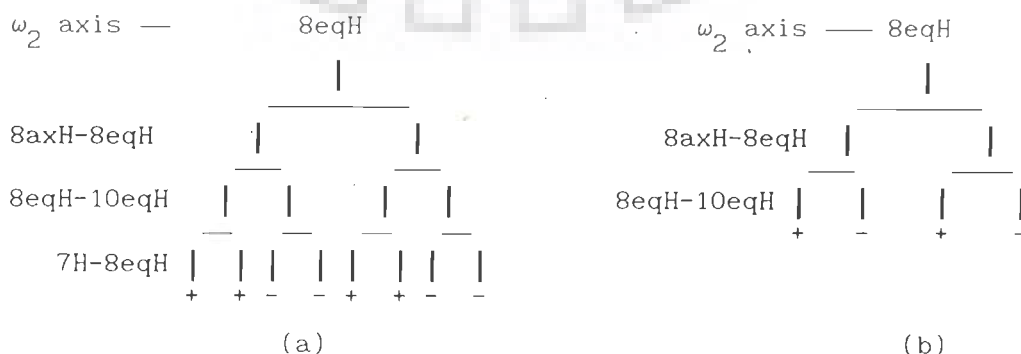 ω₂ axis — 8eqH
8axH-8eqH
8eqH-10eqH
7H-8eqH
+ + - - + + - -
(a)
ω₂ axis — 8eqH
8axH-8eqH
8eqH-10eqH
+ - + -
(b)